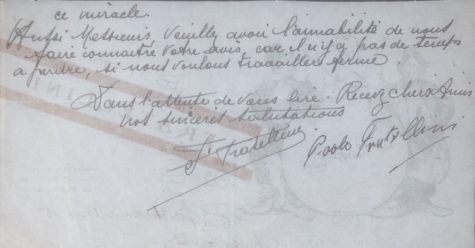 ce miracle.
Aussi Messieurs, Veuillez avoir l'amabilité de nous
faire connaître Votre avis, car il n'y a pas de temps
à perdre, si nous voulons travailler ferme.
Dans l'attente de Vous lire. Recevez Chers Amis
nos sincères salutations
Fratellini Paolo Fratellini